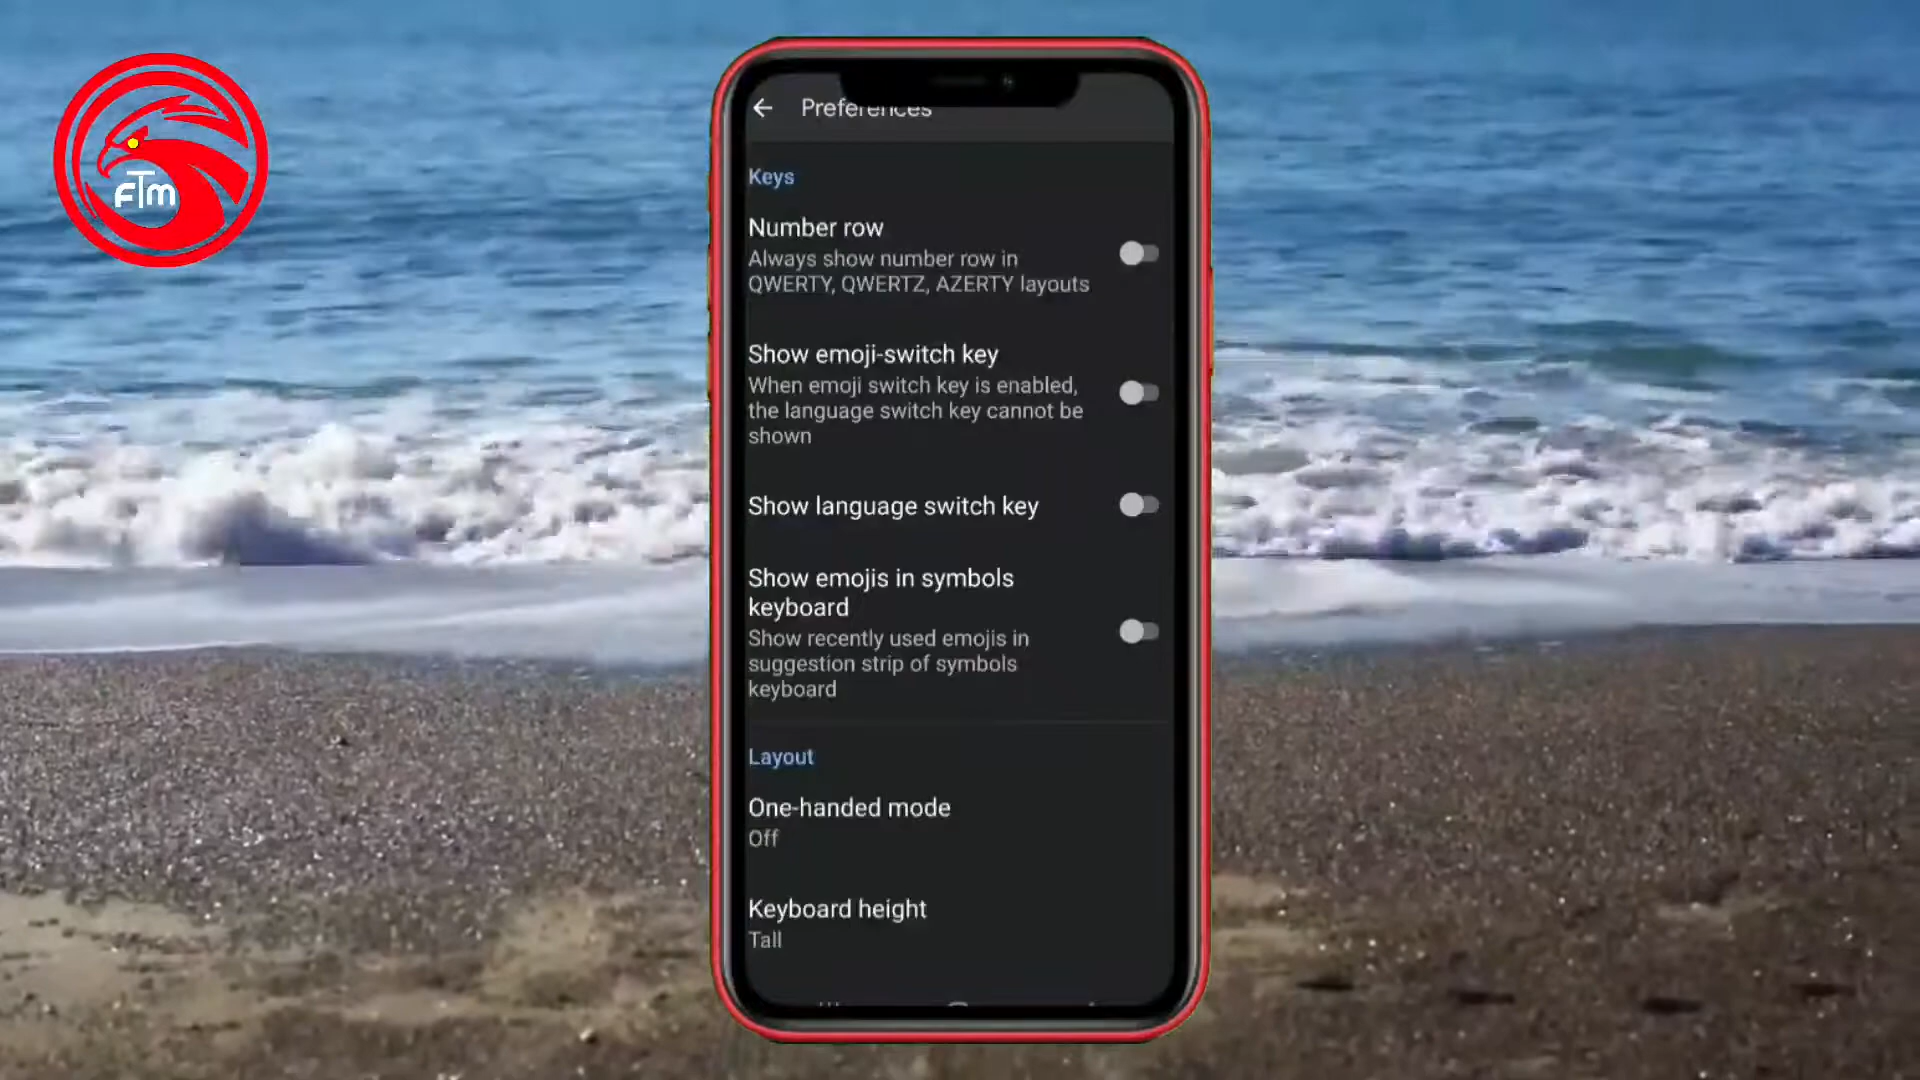 fTm
Preferences
Keys
Number row
Always show number row in
QWERTY, QWERTZ, AZERTY layouts
Show emoji-switch key
When emoji switch key is enabled,
the language switch key cannot be
shown
Show language switch key
Show emojis in symbols
keyboard
Show recently used emojis in
suggestion strip of symbols
keyboard
Layout
One-handed mode
Off
Keyboard height
Tall